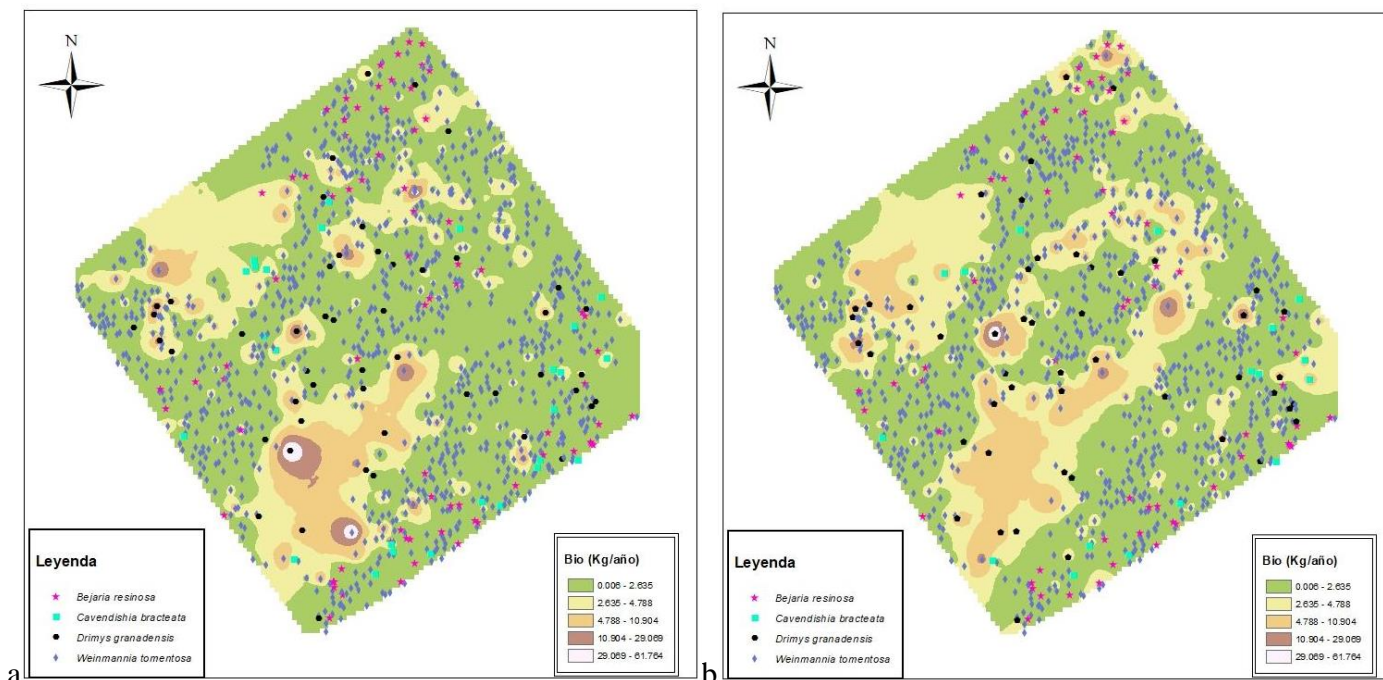 N
Leyenda
Bejaria resinosa
Cavendishia bracteata
Drimys granadensis
Weinmannia tomentosa
Bio (Kg/año)
0.006 - 2.635
2.635 - 4.788
4.788 - 10.904
10.904 - 29.069
29.069 - 61.764
a
N
Leyenda
Bejaria resinosa
Cavendishia bracteata
Drimys granadensis
Weinmannia tomentosa
Bio (Kg/año)
0.006 - 2.635
2.635 - 4.788
4.788 - 10.904
10.904 - 29.069
29.069 - 61.764
b